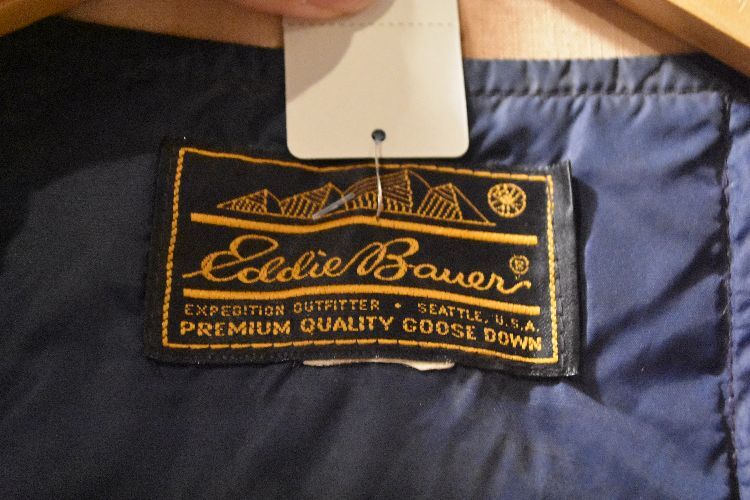 Eddie Bauer®
EXPEDITION OUTFITTER • SEATTLE, U.S.A.
PREMIUM QUALITY GOOSE DOWN